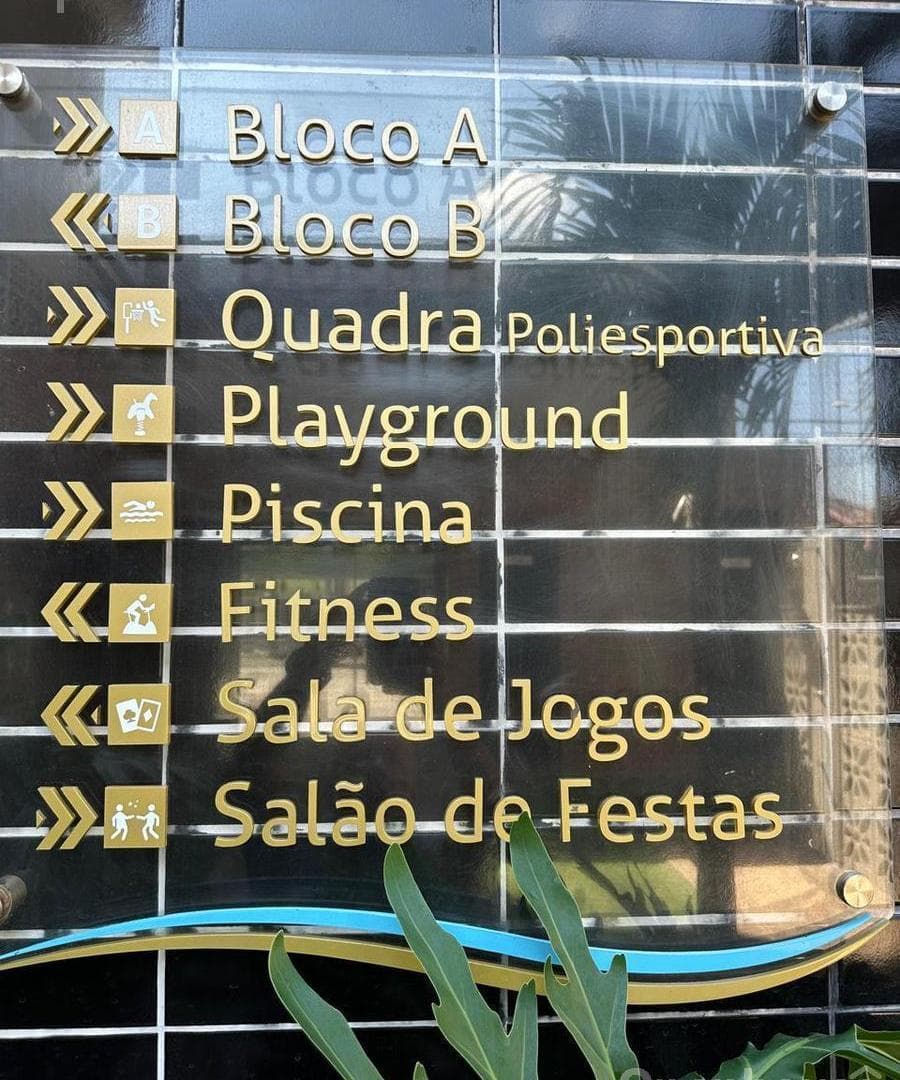 A Bloco A
B Bloco B
Quadra Poliesportiva
Playground
Piscina
Fitness
Sala de Jogos
Salão de Festas